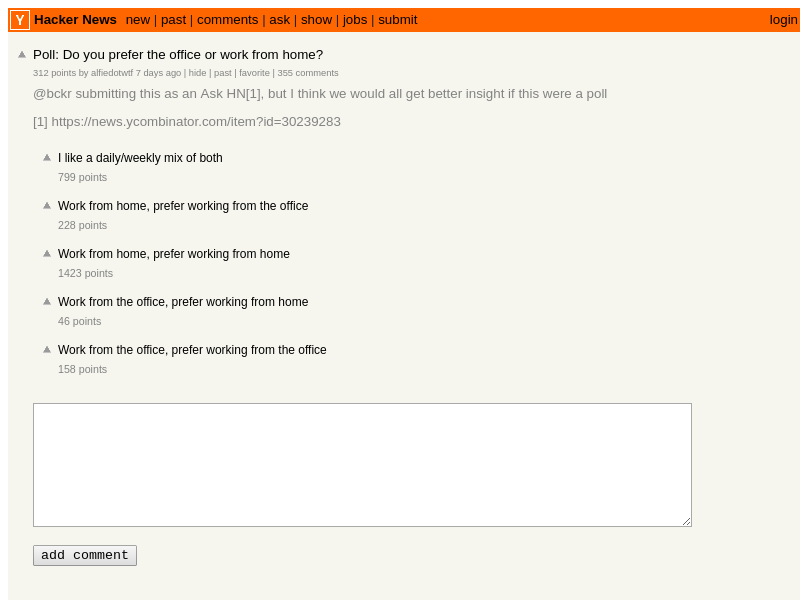 Y Hacker News new | past | comments | ask | show | jobs | submit login
Poll: Do you prefer the office or work from home?
312 points by alfiedotwtf 7 days ago | hide | past | favorite | 355 comments
@bckr submitting this as an Ask HN[1], but I think we would all get better insight if this were a poll
[1] https://news.ycombinator.com/item?id=30239283
I like a daily/weekly mix of both
799 points
Work from home, prefer working from the office
228 points
Work from home, prefer working from home
1423 points
Work from the office, prefer working from home
46 points
Work from the office, prefer working from the office
158 points
add comment